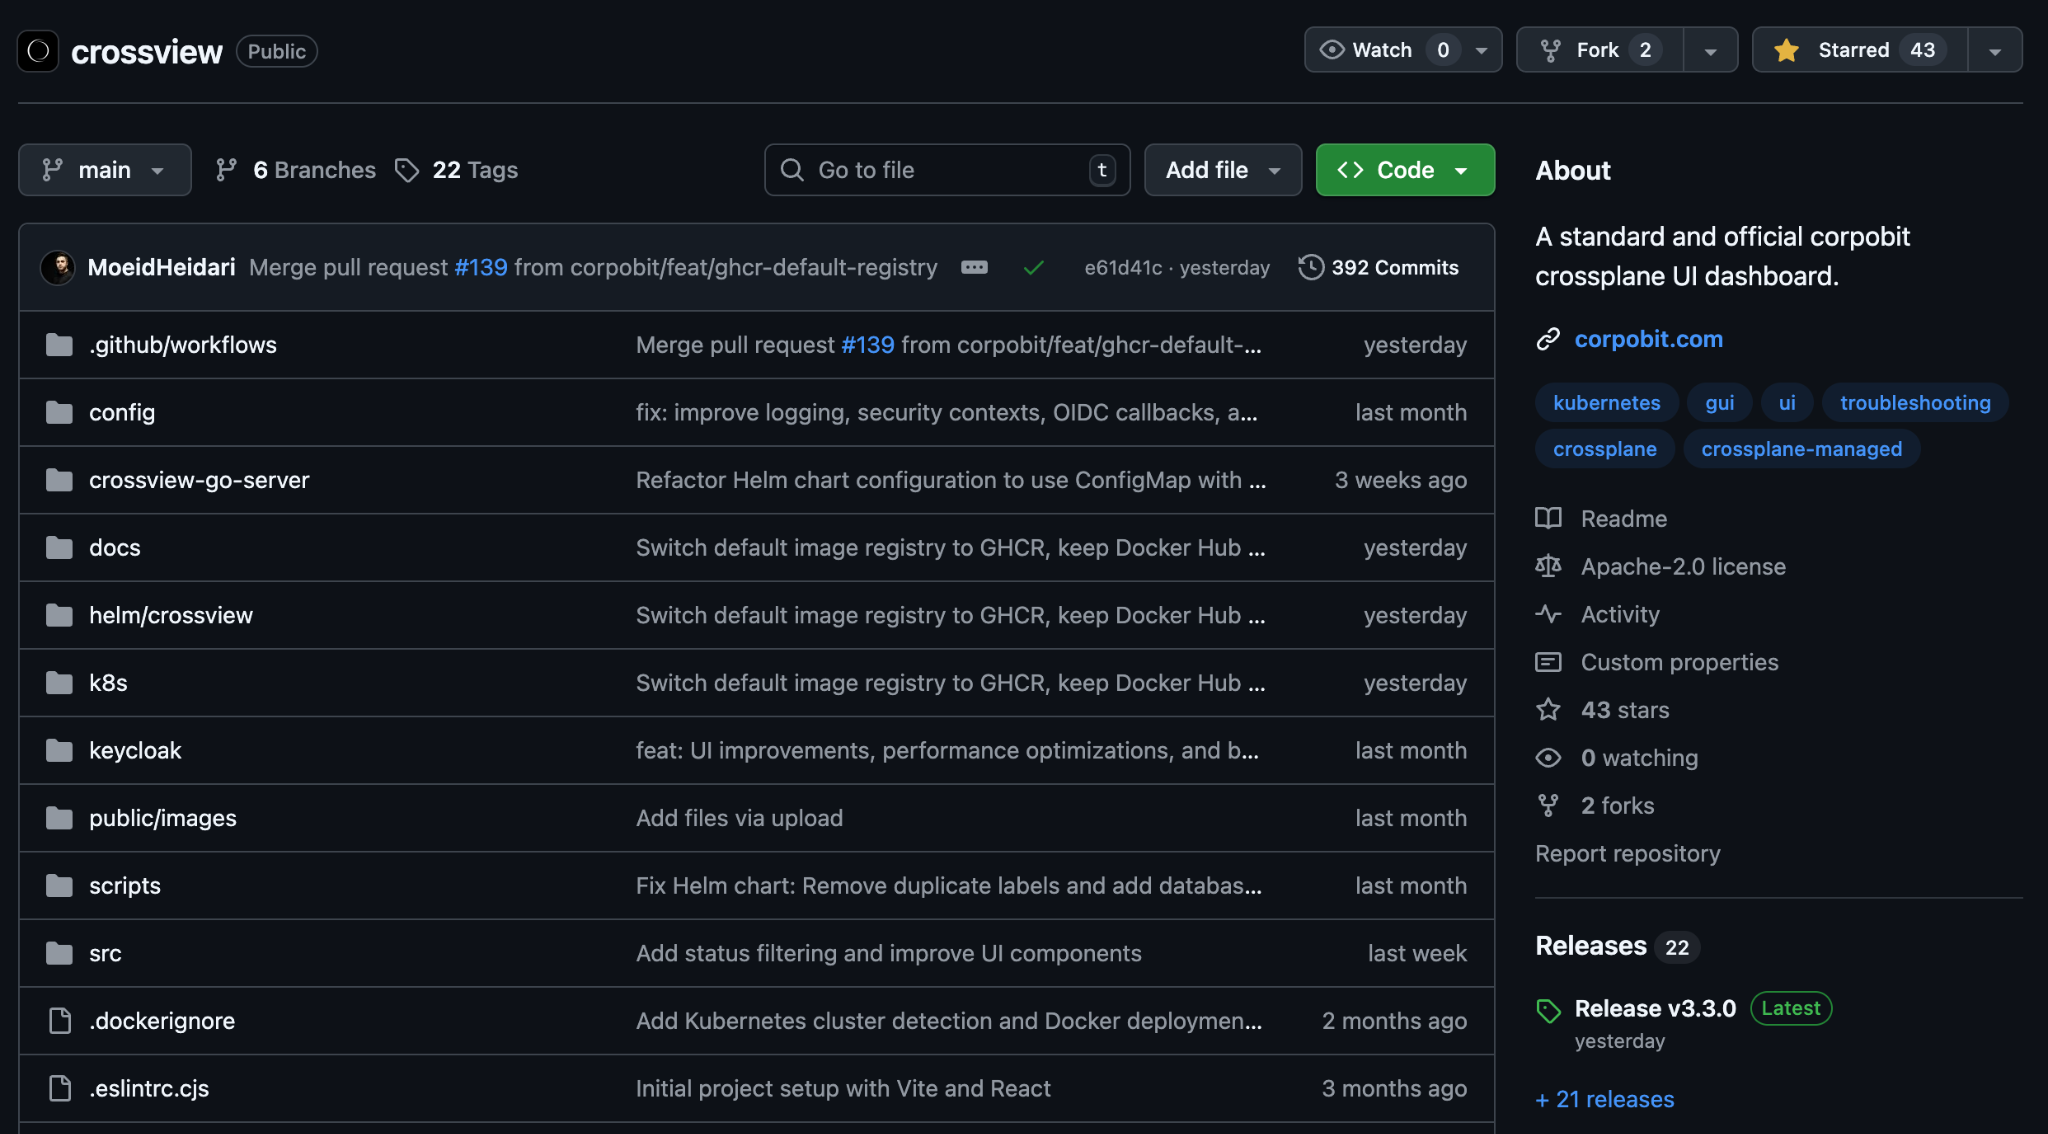 crossview Public
Watch 0 Fork 2 Starred 43
main 6 Branches 22 Tags Go to file t Add file Code
MoeidHeidari Merge pull request #139 from corpobit/feat/ghcr-default-registry e61d41c · yesterday 392 Commits
.github/workflows Merge pull request #139 from corpobit/feat/ghcr-default-... yesterday
config fix: improve logging, security contexts, OIDC callbacks, a... last month
crossview-go-server Refactor Helm chart configuration to use ConfigMap with ... 3 weeks ago
docs Switch default image registry to GHCR, keep Docker Hub ... yesterday
helm/crossview Switch default image registry to GHCR, keep Docker Hub ... yesterday
k8s Switch default image registry to GHCR, keep Docker Hub ... yesterday
keycloak feat: UI improvements, performance optimizations, and b... last month
public/images Add files via upload last month
scripts Fix Helm chart: Remove duplicate labels and add databas... last month
src Add status filtering and improve UI components last week
.dockerignore Add Kubernetes cluster detection and Docker deploymen... 2 months ago
.eslintrc.cjs Initial project setup with Vite and React 3 months ago
About
A standard and official corpobit
crossplane UI dashboard.
corpobit.com
kubernetes gui ui troubleshooting
crossplane crossplane-managed
Readme
Apache-2.0 license
Activity
Custom properties
43 stars
0 watching
2 forks
Report repository
Releases 22
Release v3.3.0 Latest
yesterday
+ 21 releases